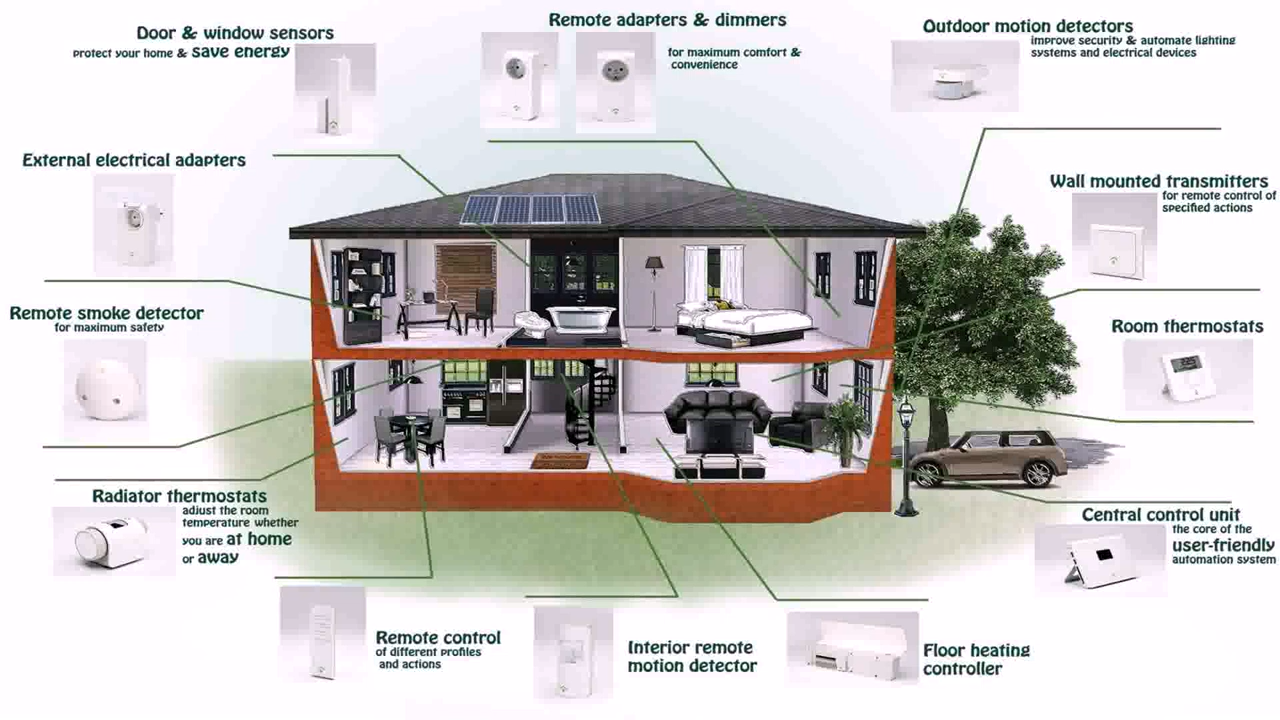 Door & window sensors
protect your home & save energy
Remote adapters & dimmers
for maximum comfort &
convenience
Outdoor motion detectors
improve security & automate lighting
systems and electrical devices
External electrical adapters
Wall mounted transmitters
for remote control of
specified actions
Remote smoke detector
for maximum safety
Room thermostats
Radiator thermostats
adjust the room
temperature whether
you are at home
or away
Central control unit
the core of the
user-friendly
automation system
Remote control
of different profiles
and actions
Interior remote
motion detector
Floor heating
controller